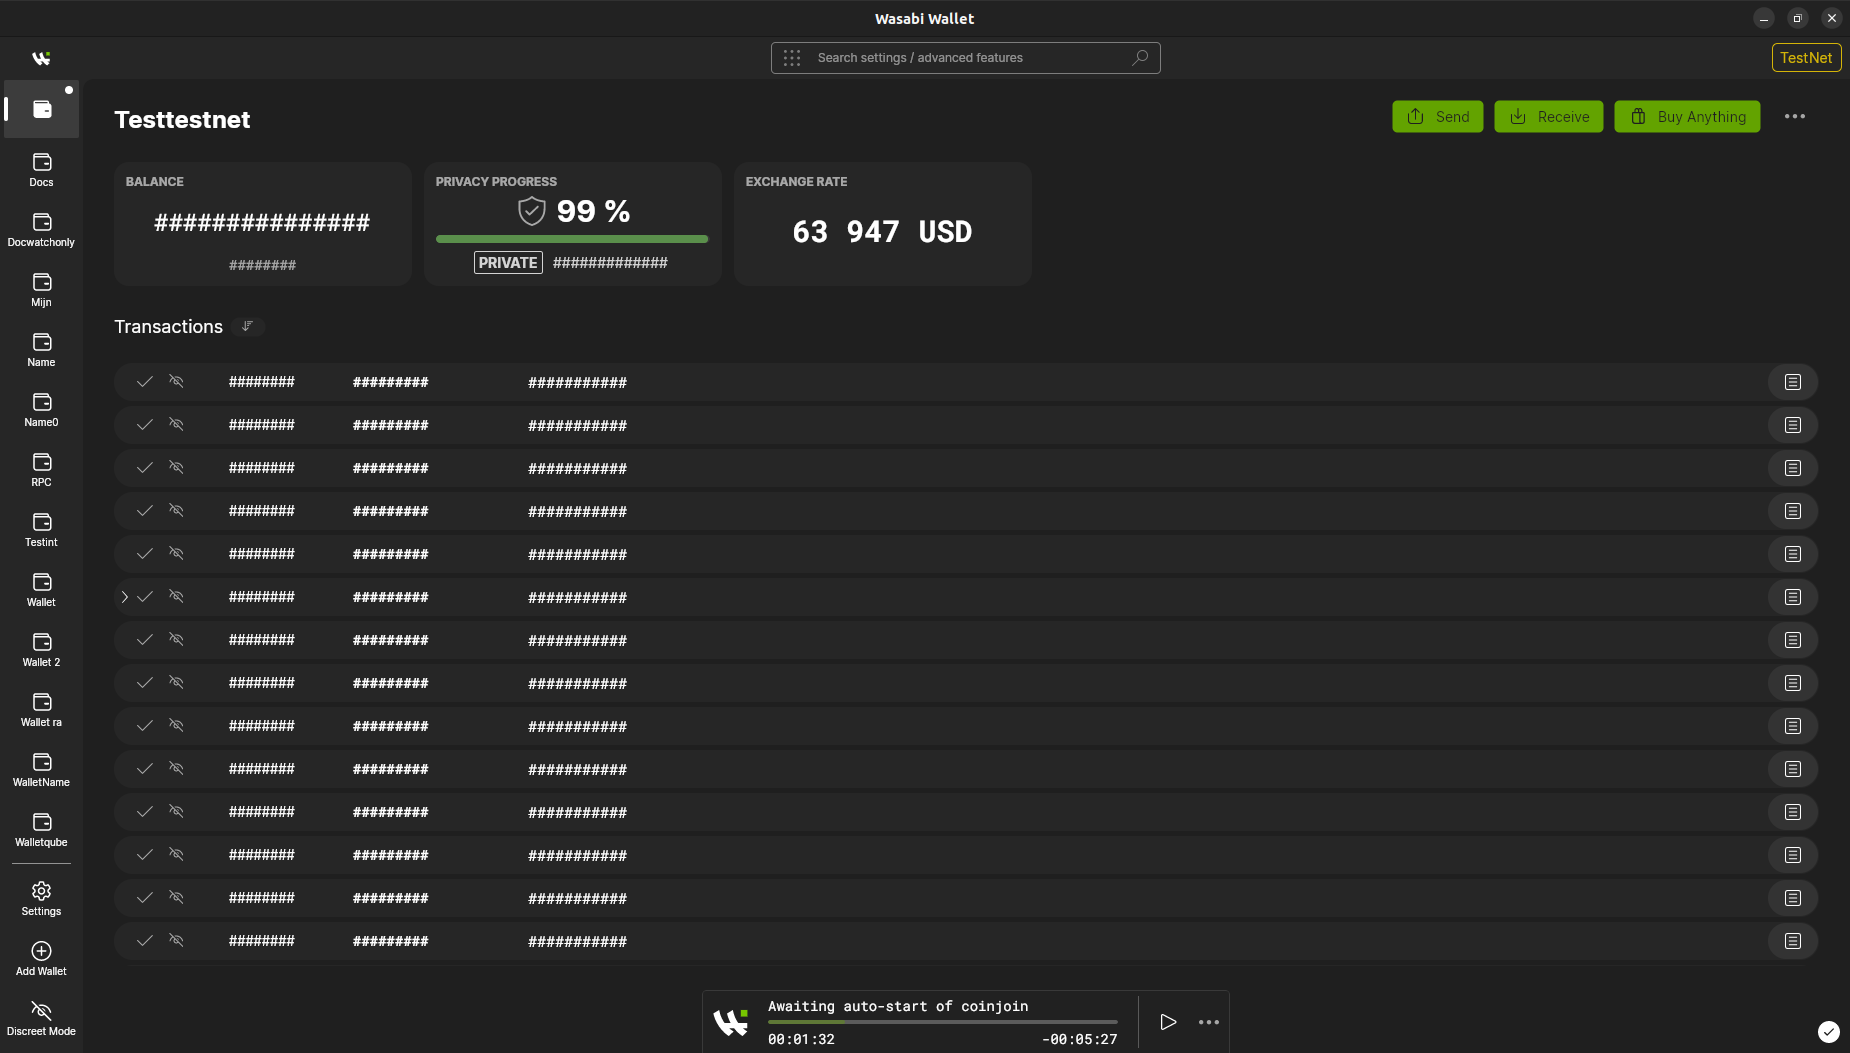 Wasabi Wallet
Search settings / advanced features
TestNet
Testtestnet
Send
Receive
Buy Anything
BALANCE
###############
########
PRIVACY PROGRESS
99 %
PRIVATE #############
EXCHANGE RATE
63 947 USD
Docs
Docwatchonly
Mijn
Name
Name0
RPC
Testint
Wallet
Wallet 2
Wallet ra
WalletName
Walletqube
Settings
Add Wallet
Discreet Mode
Transactions
######## ######### ###########
######## ######### ###########
######## ######### ###########
######## ######### ###########
######## ######### ###########
######## ######### ###########
######## ######### ###########
######## ######### ###########
######## ######### ###########
######## ######### ###########
######## ######### ###########
######## ######### ###########
######## ######### ###########
######## ######### ###########
Awaiting auto-start of coinjoin
00:01:32 -00:05:27